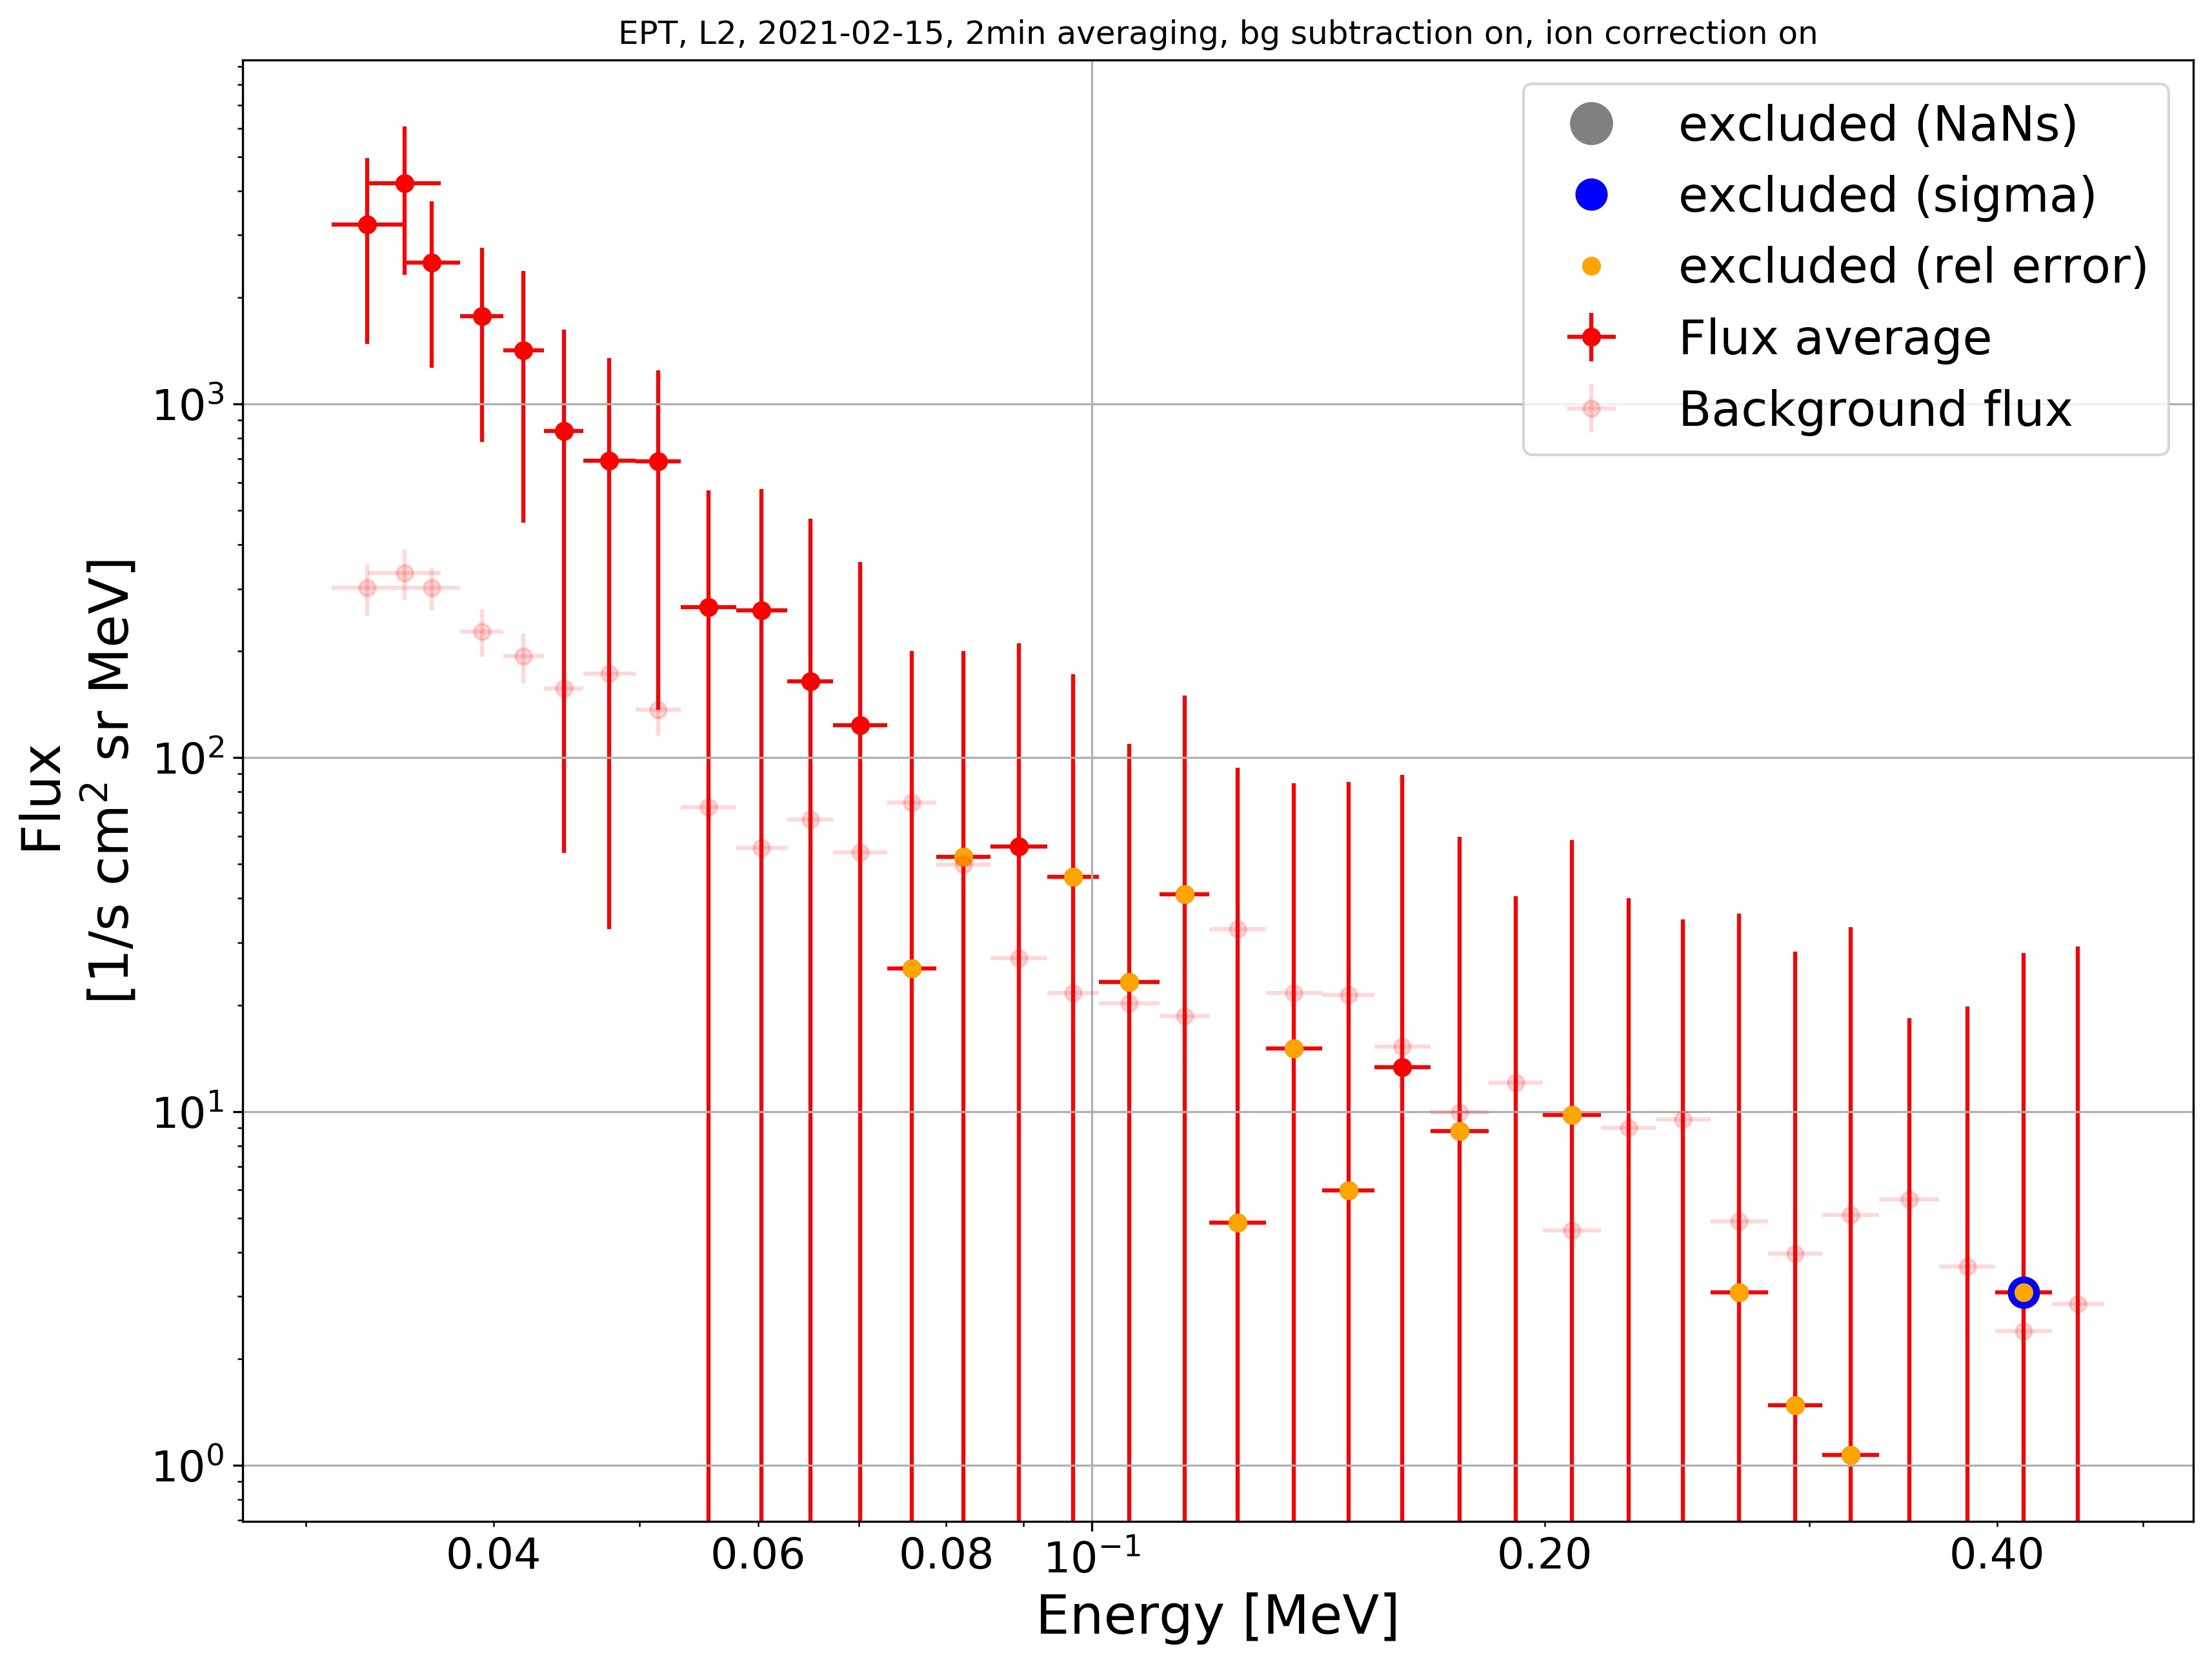 EPT, L2, 2021-02-15, 2min averaging, bg subtraction on, ion correction on
excluded (NaNs)
excluded (sigma)
excluded (rel error)
Flux average
Background flux
Flux
[1/s cm² sr MeV]
10³
10²
10¹
10⁰
0.04
0.06
0.08
10⁻¹
0.20
0.40
Energy [MeV]